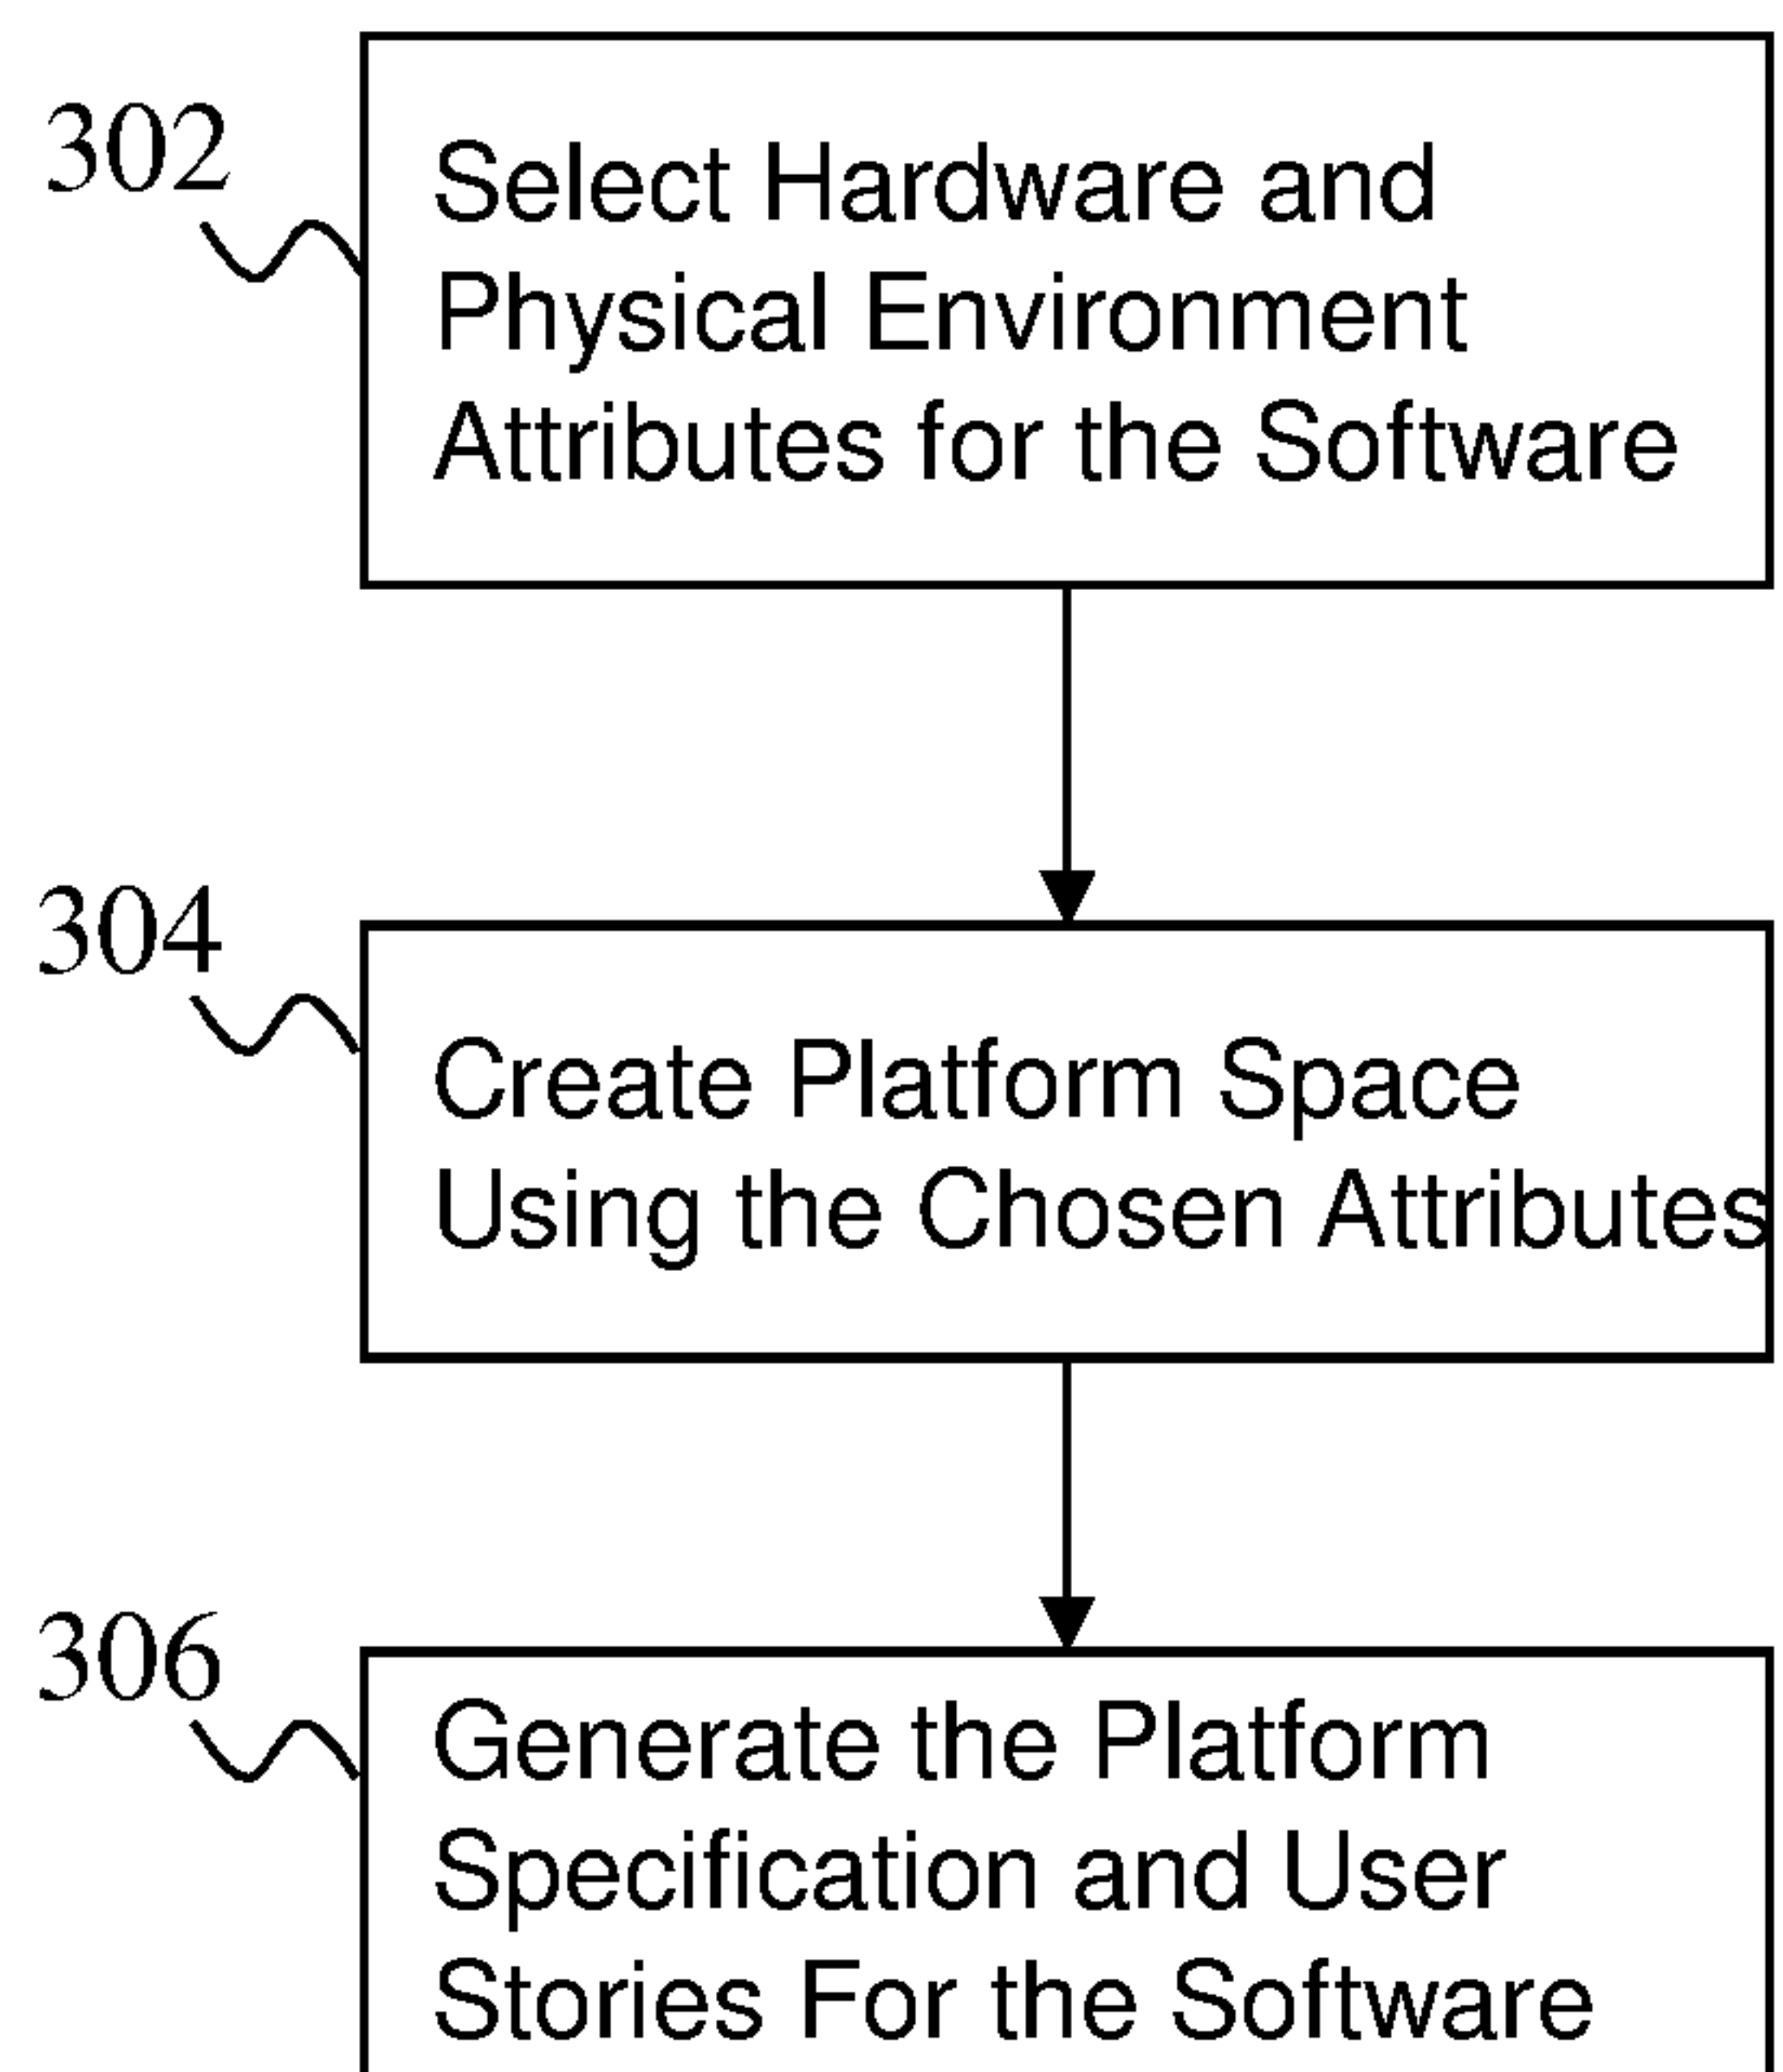 302
Select Hardware and
Physical Environment
Attributes for the Software
304
Create Platform Space
Using the Chosen Attributes
306
Generate the Platform
Specification and User
Stories For the Software